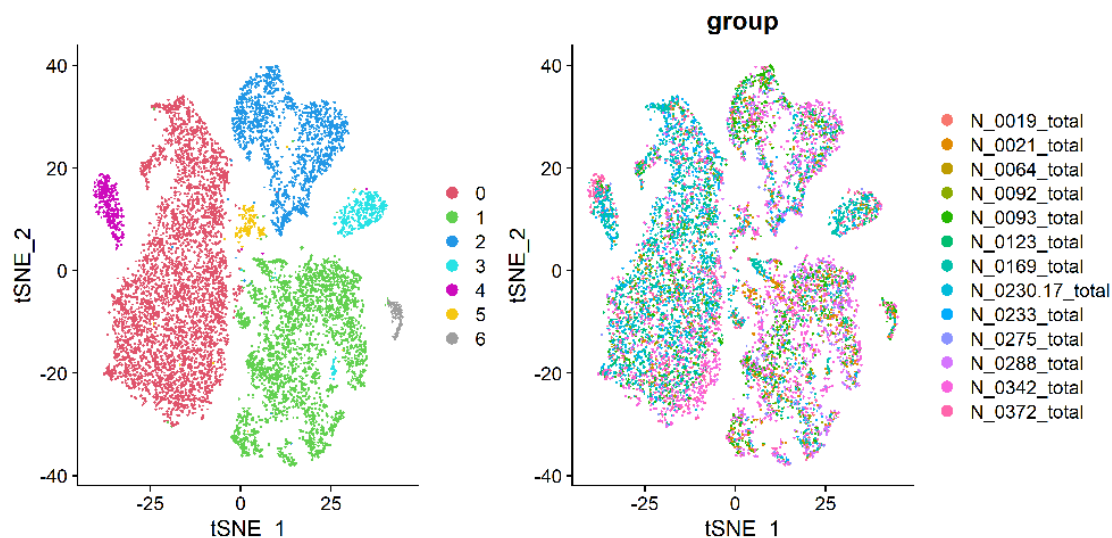 group
40
20
0
-20
-40
tSNE_2
-25
0
25
tSNE_1
0
1
2
3
4
5
6
40
20
0
-20
-40
tSNE_2
-25
0
25
tSNE_1
N_0019_total
N_0021_total
N_0064_total
N_0092_total
N_0093_total
N_0123_total
N_0169_total
N_0230.17_total
N_0233_total
N_0275_total
N_0288_total
N_0342_total
N_0372_total